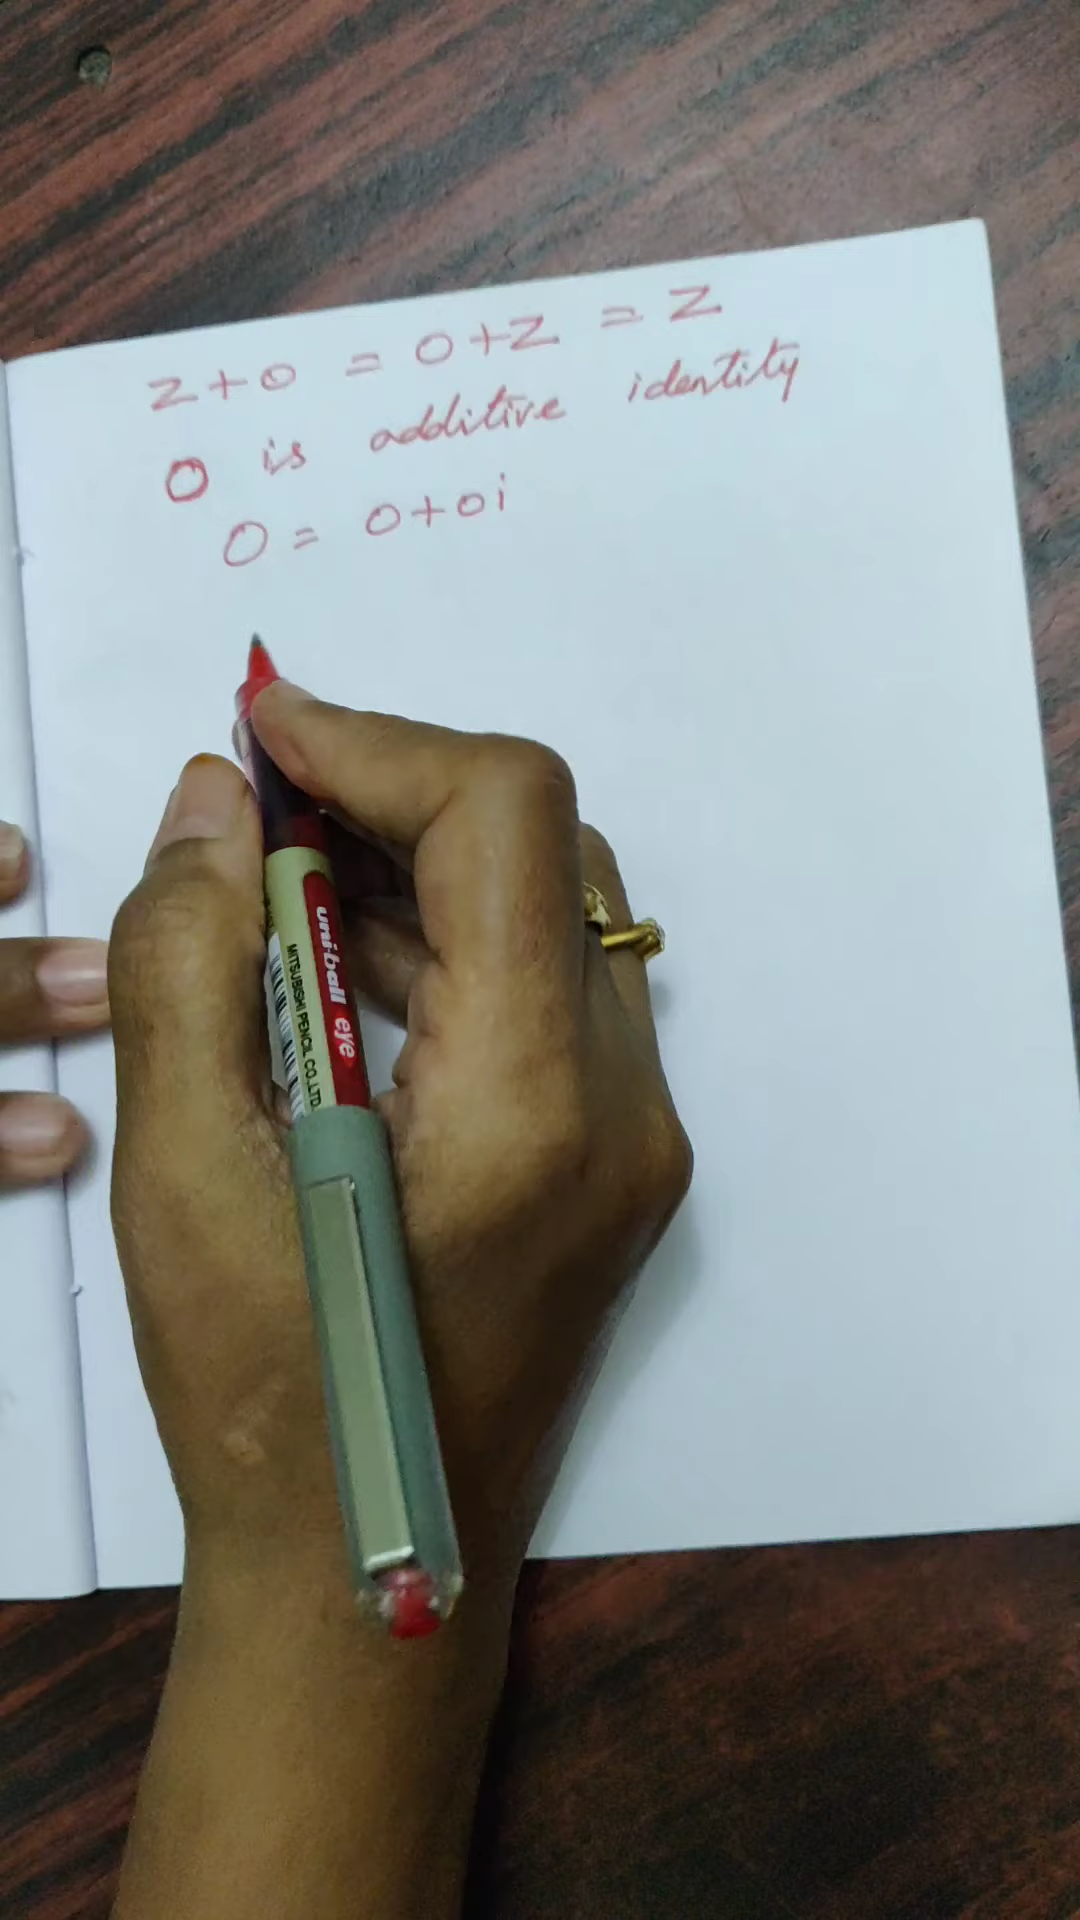 z+0 = 0+z = z
0 is additive identity
0 = 0+0i
uni-ball eye
MITSUBISHI PENCIL CO.,LTD